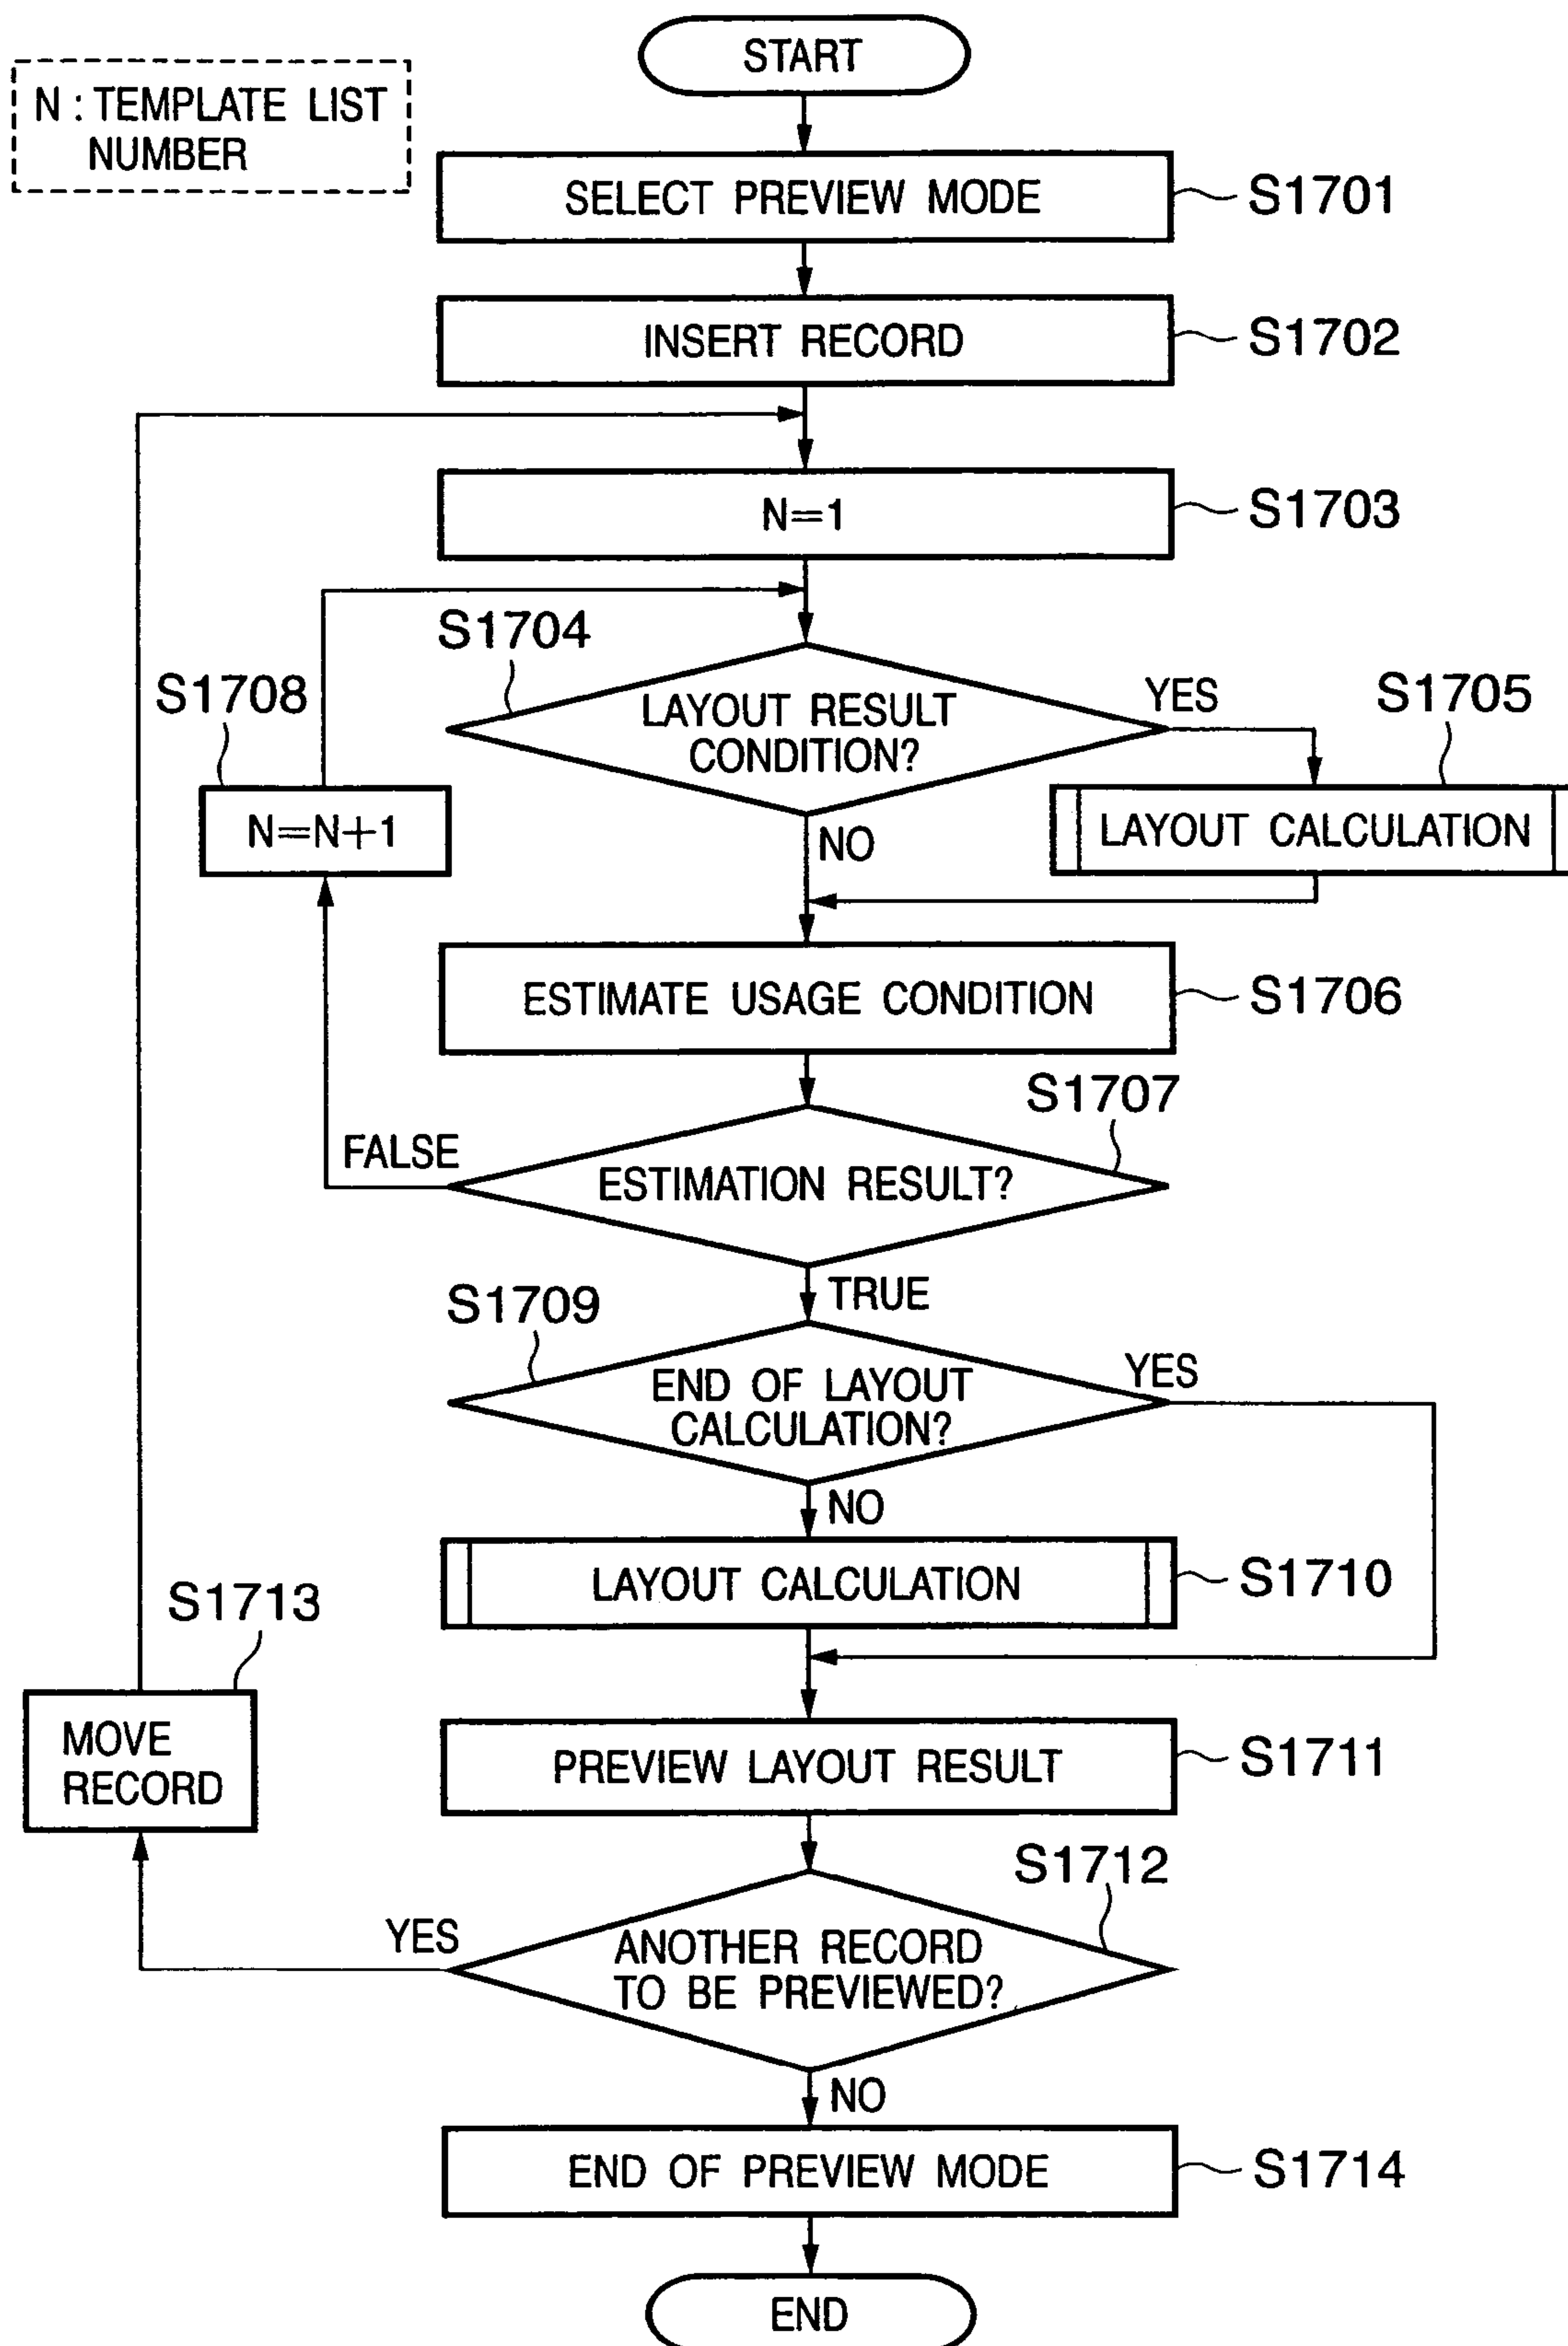 START
N : TEMPLATE LIST
NUMBER
SELECT PREVIEW MODE
S1701
INSERT RECORD
S1702
N=1
S1703
S1704
LAYOUT RESULT
CONDITION?
YES
S1705
S1708
N=N+1
NO
LAYOUT CALCULATION
ESTIMATE USAGE CONDITION
S1706
S1707
FALSE
ESTIMATION RESULT?
TRUE
S1709
END OF LAYOUT
CALCULATION?
YES
NO
LAYOUT CALCULATION
S1710
S1713
MOVE
RECORD
PREVIEW LAYOUT RESULT
S1711
S1712
YES
ANOTHER RECORD
TO BE PREVIEWED?
NO
END OF PREVIEW MODE
S1714
END